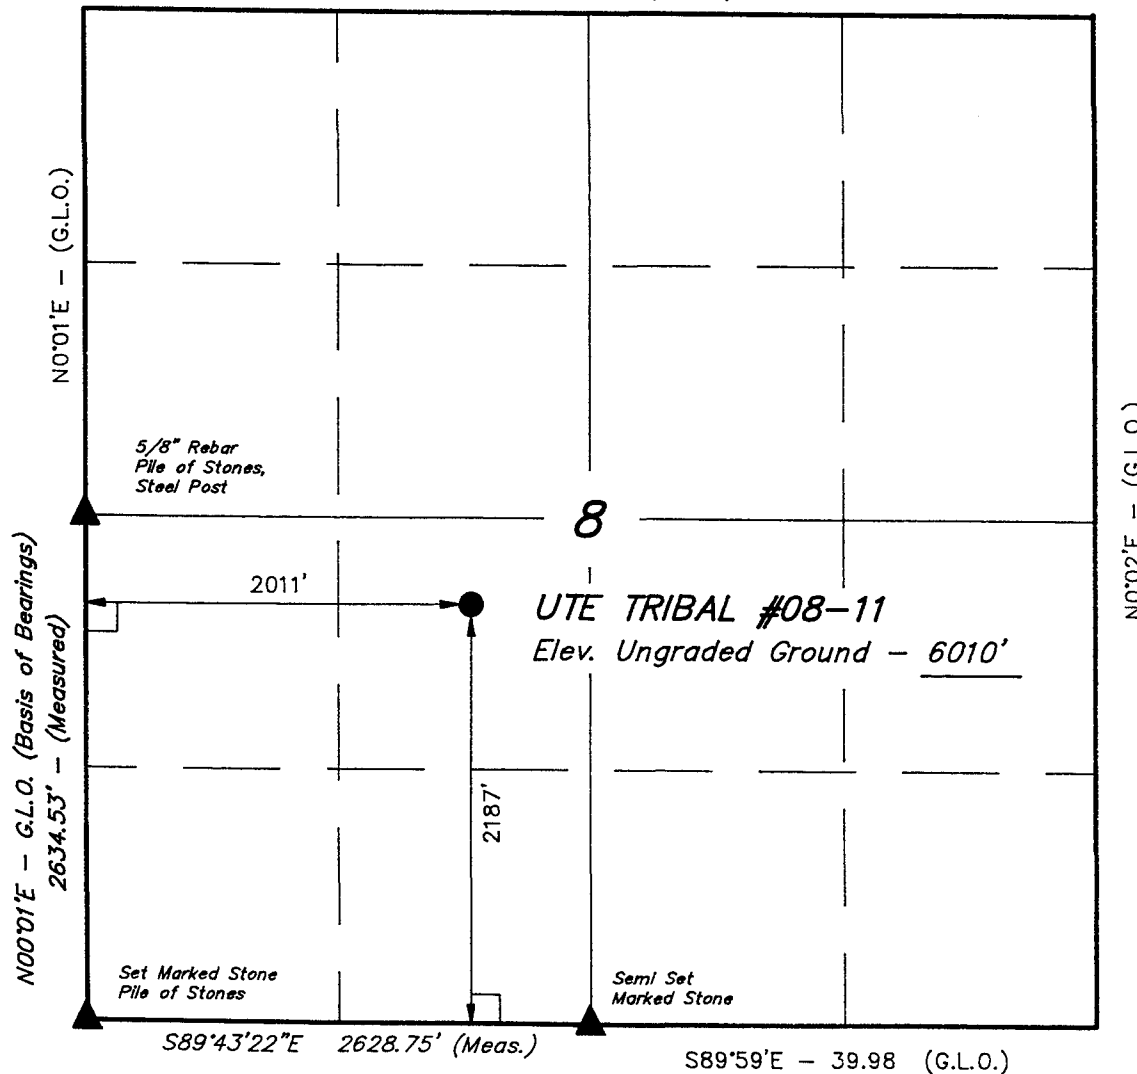 N0°01'E – (G.L.O.)
5/8" Rebar
Pile of Stones,
Steel Post
8
N0°02'E – (G.L.O.)
2011'
UTE TRIBAL #08–11
Elev. Ungraded Ground – 6010'
N00°01'E – G.L.O. (Basis of Bearings)
2634.53' – (Measured)
2187'
Set Marked Stone
Pile of Stones
Semi Set
Marked Stone
S89°43'22"E 2628.75' (Meas.)
S89°59'E – 39.98 (G.L.O.)